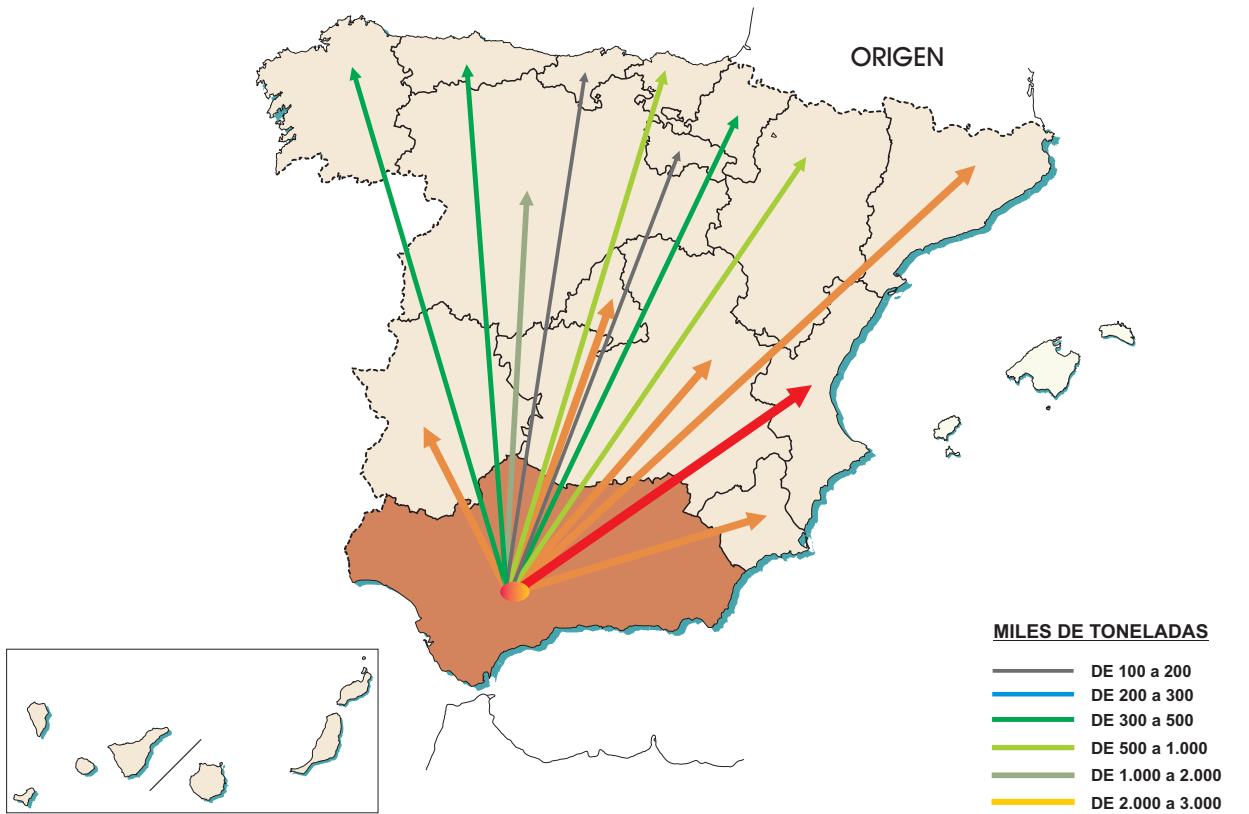 ORIGEN
MILES DE TONELADAS
DE 100 a 200
DE 200 a 300
DE 300 a 500
DE 500 a 1.000
DE 1.000 a 2.000
DE 2.000 a 3.000